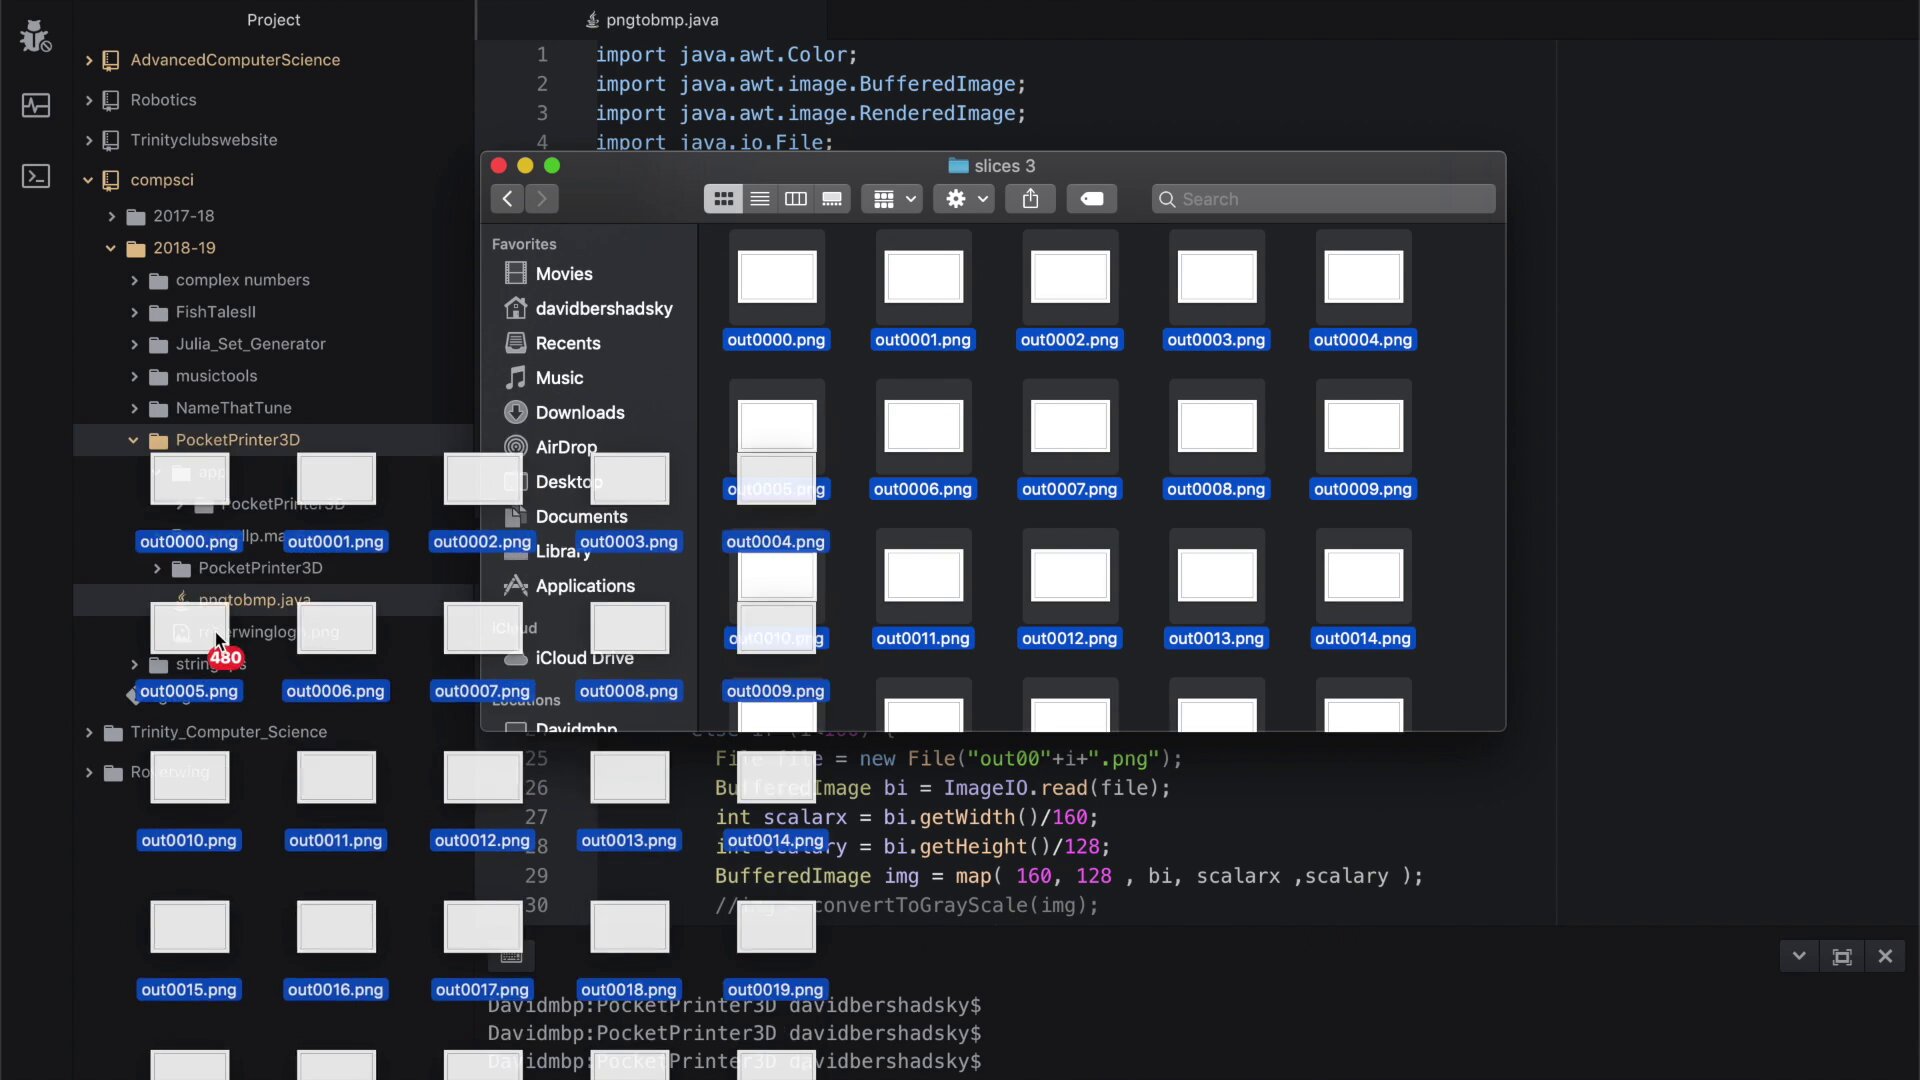 Project
AdvancedComputerScience
Robotics
Trinityclubswebsite
compsci
2017-18
2018-19
complex numbers
FishTalesII
Julia_Set_Generator
musictools
NameThatTune
PocketPrinter3D
app
PocketPrinter3D
PocketPrinter3D
pngtobmp.java
Trinity_Computer_Science
pngtobmp.java
1 import java.awt.Color;
2 import java.awt.image.BufferedImage;
3 import java.awt.image.RenderedImage;
4 import java.io.File;
slices 3
Search
Favorites
Movies
davidbershadsky
Recents
Music
Downloads
AirDrop
Desktop
Documents
Library
Applications
iCloud
iCloud Drive
Locations
Davidmbp
out0000.png out0001.png out0002.png out0003.png out0004.png
out0005.png out0006.png out0007.png out0008.png out0009.png
out0010.png out0011.png out0012.png out0013.png out0014.png
out0000.png out0001.png out0002.png out0003.png out0004.png
480
out0005.png out0006.png out0007.png out0008.png out0009.png
out0010.png out0011.png out0012.png out0013.png out0014.png
out0015.png out0016.png out0017.png out0018.png out0019.png
25 File file = new File("out00"+i+".png");
26 BufferedImage bi = ImageIO.read(file);
27 int scalarx = bi.getWidth()/160;
28 int scalary = bi.getHeight()/128;
29 BufferedImage img = map( 160, 128 , bi, scalarx ,scalary );
30 convertToGrayScale(img);
Davidmbp:PocketPrinter3D davidbershadsky$
Davidmbp:PocketPrinter3D davidbershadsky$
Davidmbp:PocketPrinter3D davidbershadsky$